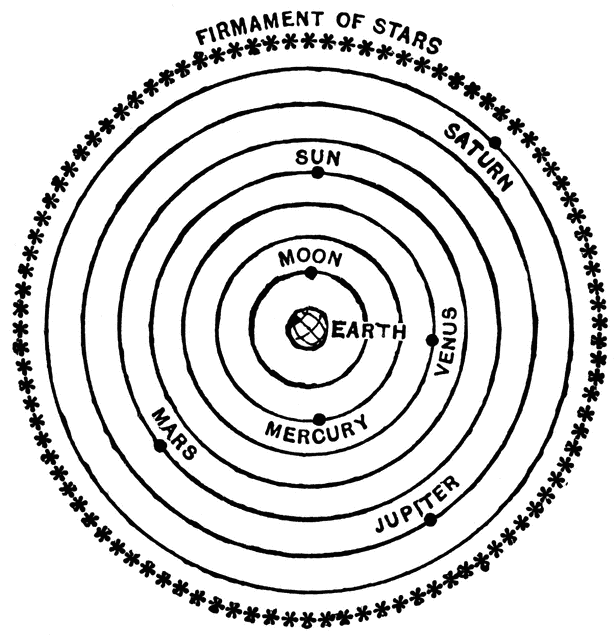 FIRMAMENT OF STARS
SATURN
SUN
MOON
EARTH
VENUS
MERCURY
MARS
JUPITER